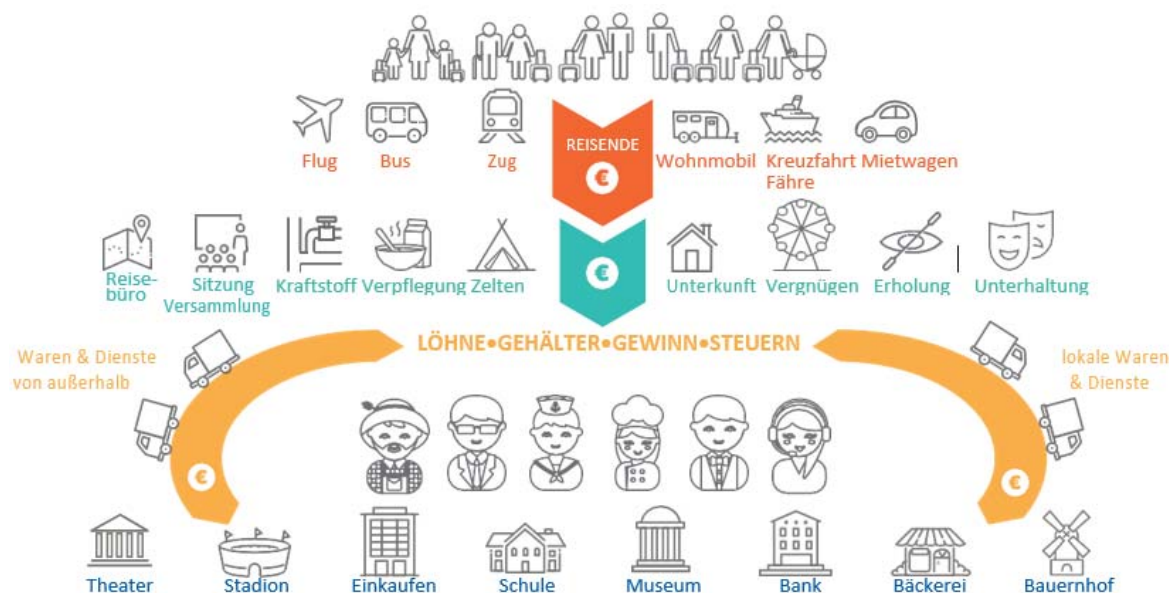 REISENDE
€
Flug
Bus
Zug
Wohnmobil
Kreuzfahrt
Fähre
Mietwagen
€
Reise-
büro
Sitzung
Versammlung
Kraftstoff
Verpflegung
Zelten
Unterkunft
Vergnügen
Erholung
Unterhaltung
Waren & Dienste
von außerhalb
LÖHNE•GEHÄLTER•GEWINN•STEUERN
lokale Waren
& Dienste
€
€
Theater
Stadion
Einkaufen
Schule
Museum
Bank
Bäckerei
Bauernhof